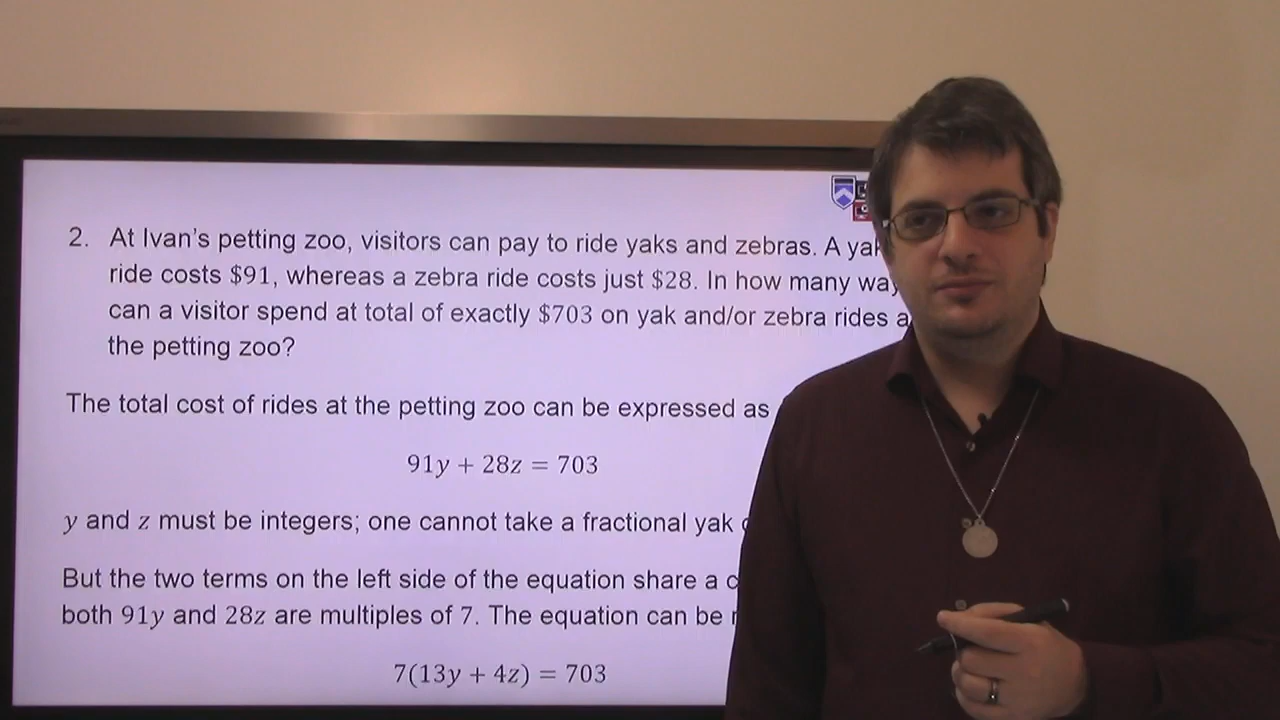 2. At Ivan's petting zoo, visitors can pay to ride yaks and zebras. A
ride costs $91, whereas a zebra ride costs just $28. In how many
can a visitor spend at total of exactly $703 on yak and/or zebra rides
the petting zoo?
The total cost of rides at the petting zoo can be expressed as
91y + 28z = 703
y and z must be integers; one cannot take a fractional yak
But the two terms on the left side of the equation share a
both 91y and 28z are multiples of 7. The equation can be
7(13y + 4z) = 703